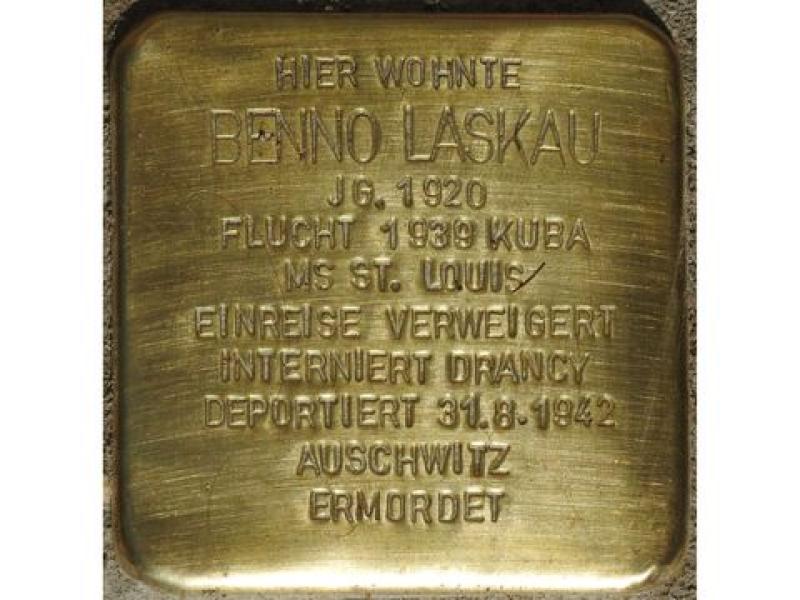 HIER WOHNTE
BENNO LASKAU
JG. 1920
FLUCHT 1939 KUBA
MS ST. LOUIS
EINREISE VERWEIGERT
INTERNIERT DRANCY
DEPORTIERT 31.8.1942
AUSCHWITZ
ERMORDET